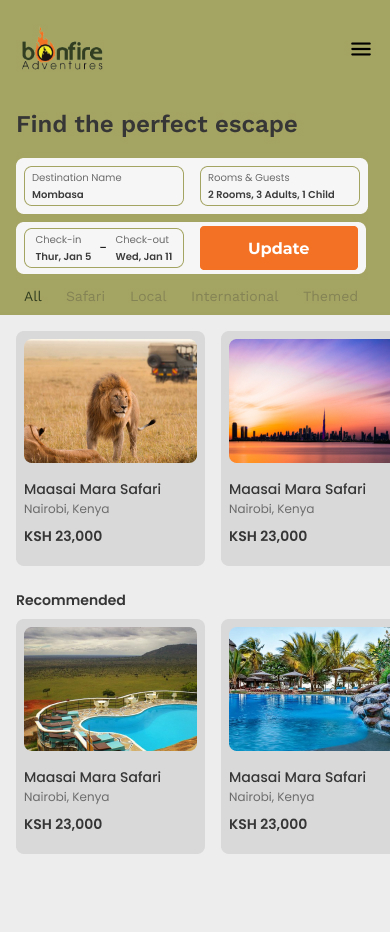 bonfire
Adventures
Find the perfect escape
Destination Name
Mombasa
Rooms & Guests
2 Rooms, 3 Adults, 1 Child
Check-in
Thur, Jan 5
–
Check-out
Wed, Jan 11
Update
All Safari Local International Themed
Maasai Mara Safari
Nairobi, Kenya
KSH 23,000
Maasai Mara Safari
Nairobi, Kenya
KSH 23,000
Recommended
Maasai Mara Safari
Nairobi, Kenya
KSH 23,000
Maasai Mara Safari
Nairobi, Kenya
KSH 23,000